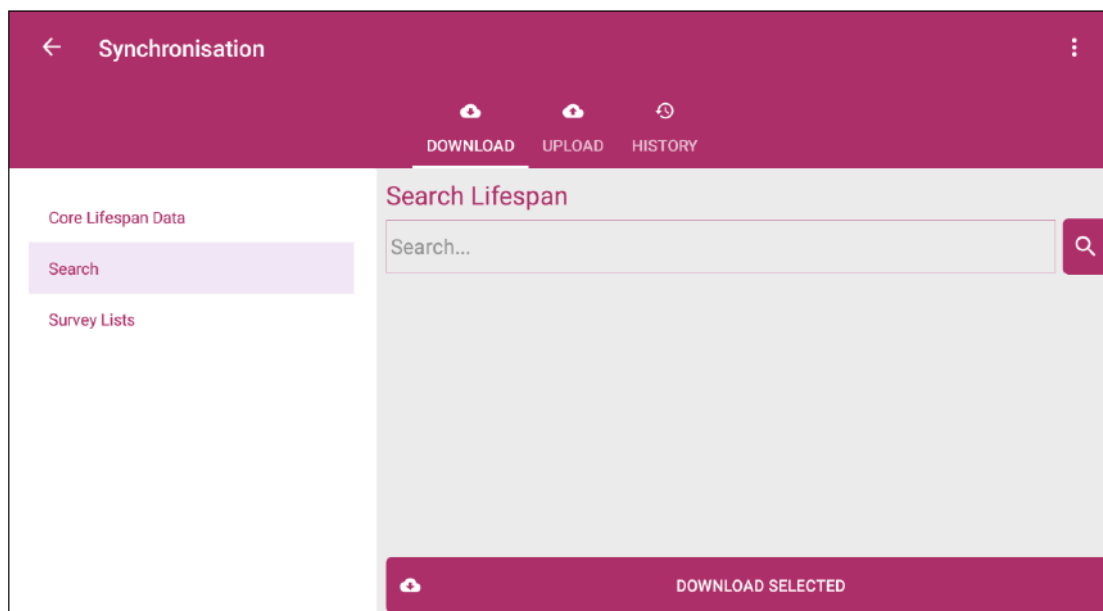 Synchronisation
DOWNLOAD UPLOAD HISTORY
Core Lifespan Data
Search
Survey Lists
Search Lifespan
Search...
DOWNLOAD SELECTED